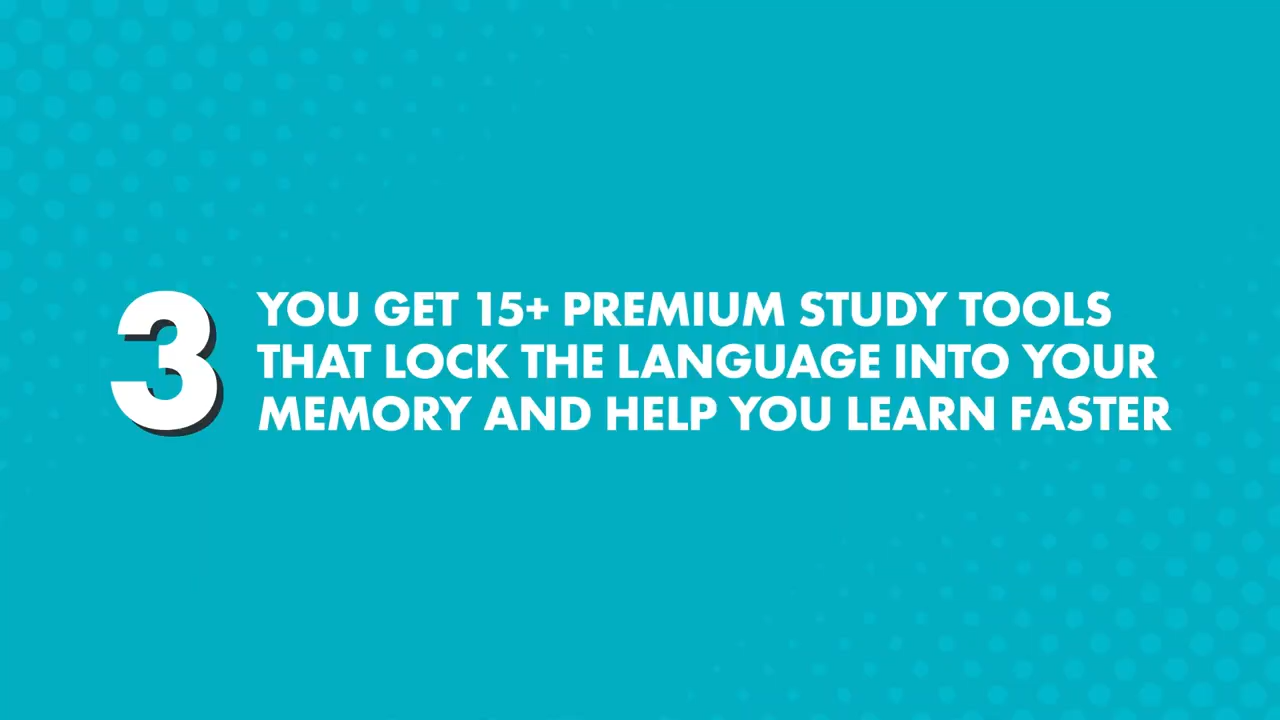 3
YOU GET 15+ PREMIUM STUDY TOOLS
THAT LOCK THE LANGUAGE INTO YOUR
MEMORY AND HELP YOU LEARN FASTER